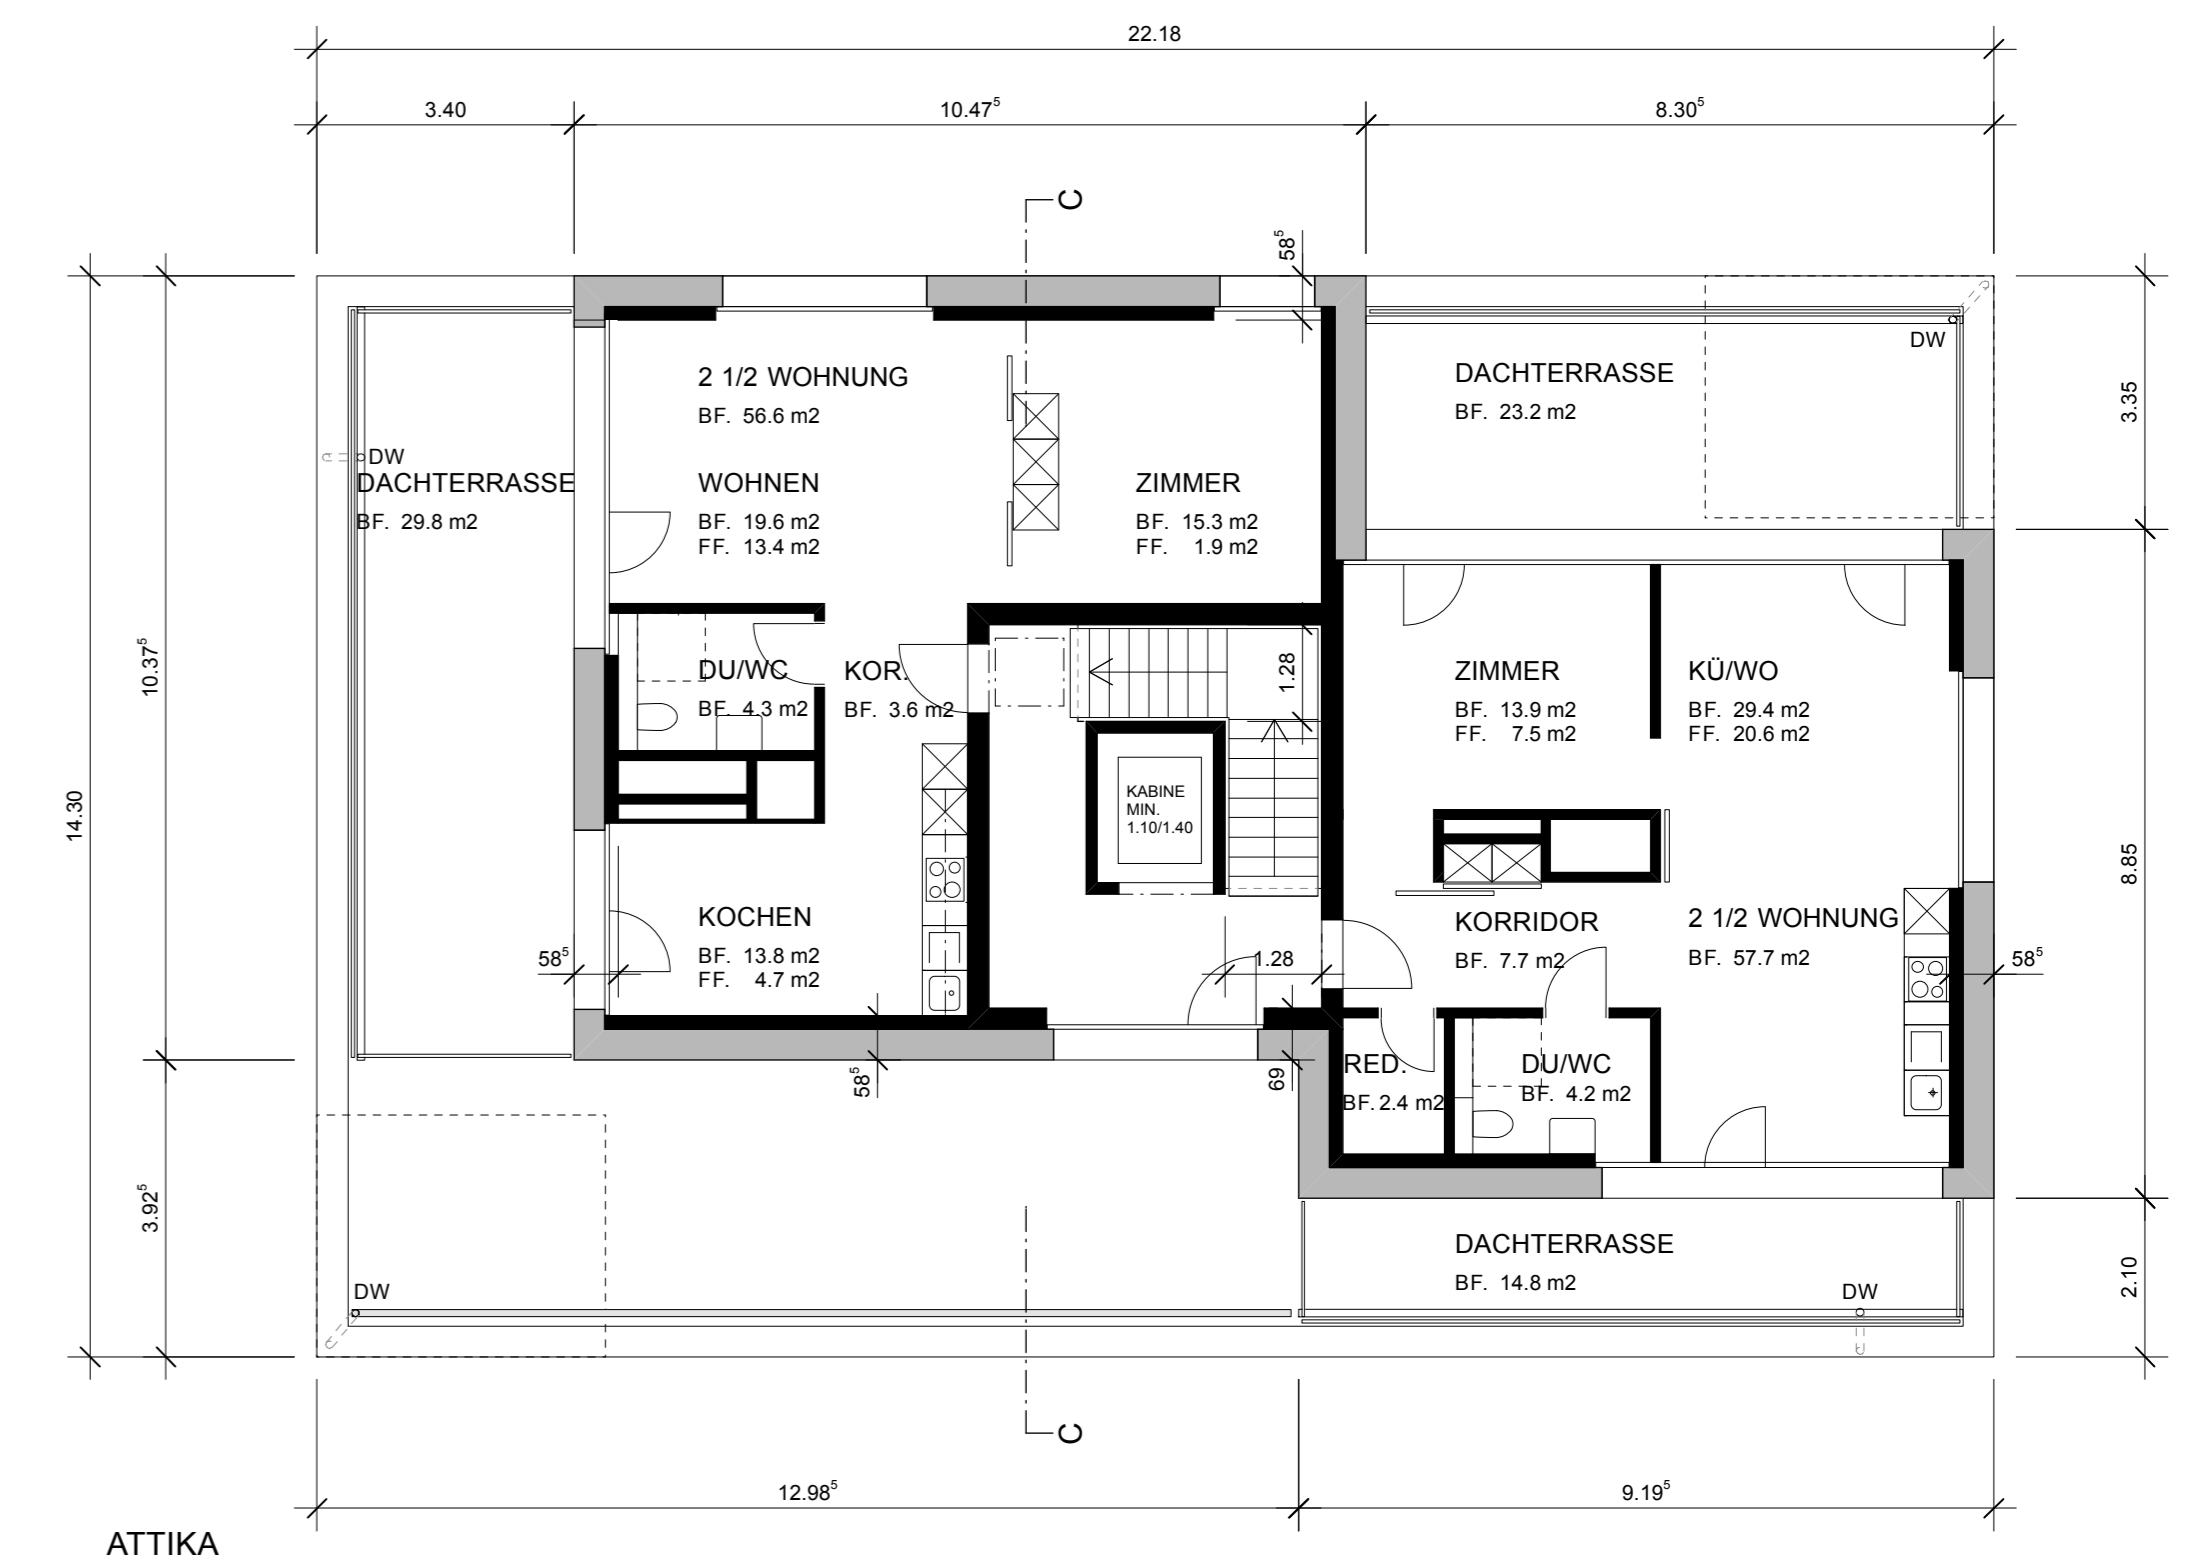 22.18
3.40
10.47⁵
8.30⁵
C
58⁵
DACHTERRASSE
BF. 23.2 m2
DW
3.35
2 1/2 WOHNUNG
BF. 56.6 m2
DW
DACHTERRASSE
BF. 29.8 m2
WOHNEN
BF. 19.6 m2
FF. 13.4 m2
ZIMMER
BF. 15.3 m2
FF. 1.9 m2
10.37⁵
14.30
DU/WC
BF. 4.3 m2
KOR.
BF. 3.6 m2
1.28
KABINE
MIN.
1.10/1.40
ZIMMER
BF. 13.9 m2
FF. 7.5 m2
KÜ/WO
BF. 29.4 m2
FF. 20.6 m2
8.85
KOCHEN
BF. 13.8 m2
FF. 4.7 m2
58⁵
1.28
KORRIDOR
BF. 7.7 m2
2 1/2 WOHNUNG
BF. 57.7 m2
58⁵
58⁵
69
RED.
BF. 2.4 m2
DU/WC
BF. 4.2 m2
3.92⁵
DW
DACHTERRASSE
BF. 14.8 m2
DW
2.10
C
12.98⁵
9.19⁵
ATTIKA